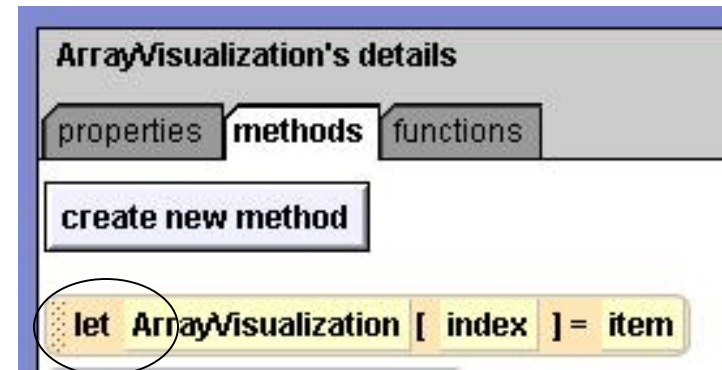 ArrayVisualization's details
properties methods functions
create new method
let ArrayVisualization [ index ] = item